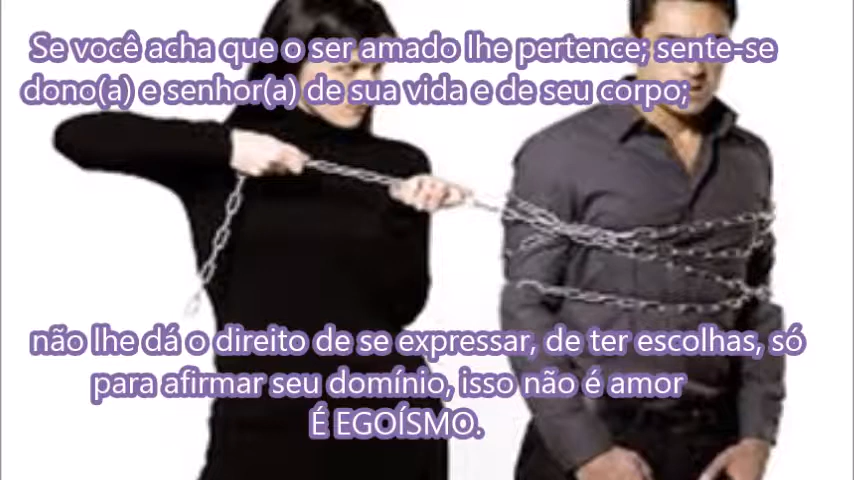 Se você acha que o ser amado lhe pertence; sente-se
dono(a) e senhor(a) de sua vida e de seu corpo;
não lhe dá o direito de se expressar, de ter escolhas, só
para afirmar seu domínio, isso não é amor
É EGOÍSMO.